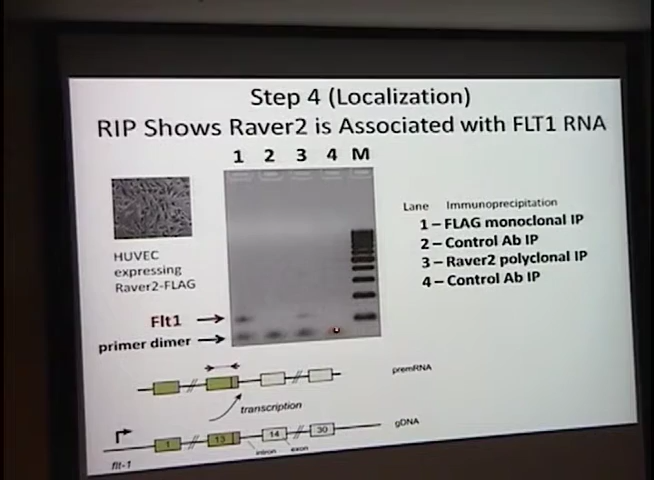 Step 4 (Localization)
RIP Shows Raver2 is Associated with FLT1 RNA
1 2 3 4 M
Lane Immunoprecipitation
1 – FLAG monoclonal IP
2 – Control Ab IP
3 – Raver2 polyclonal IP
4 – Control Ab IP
HUVEC
expressing
Raver2-FLAG
Flt1
primer dimer
premRNA
transcription
gDNA
1 13 14 30
intron exon
flt-1